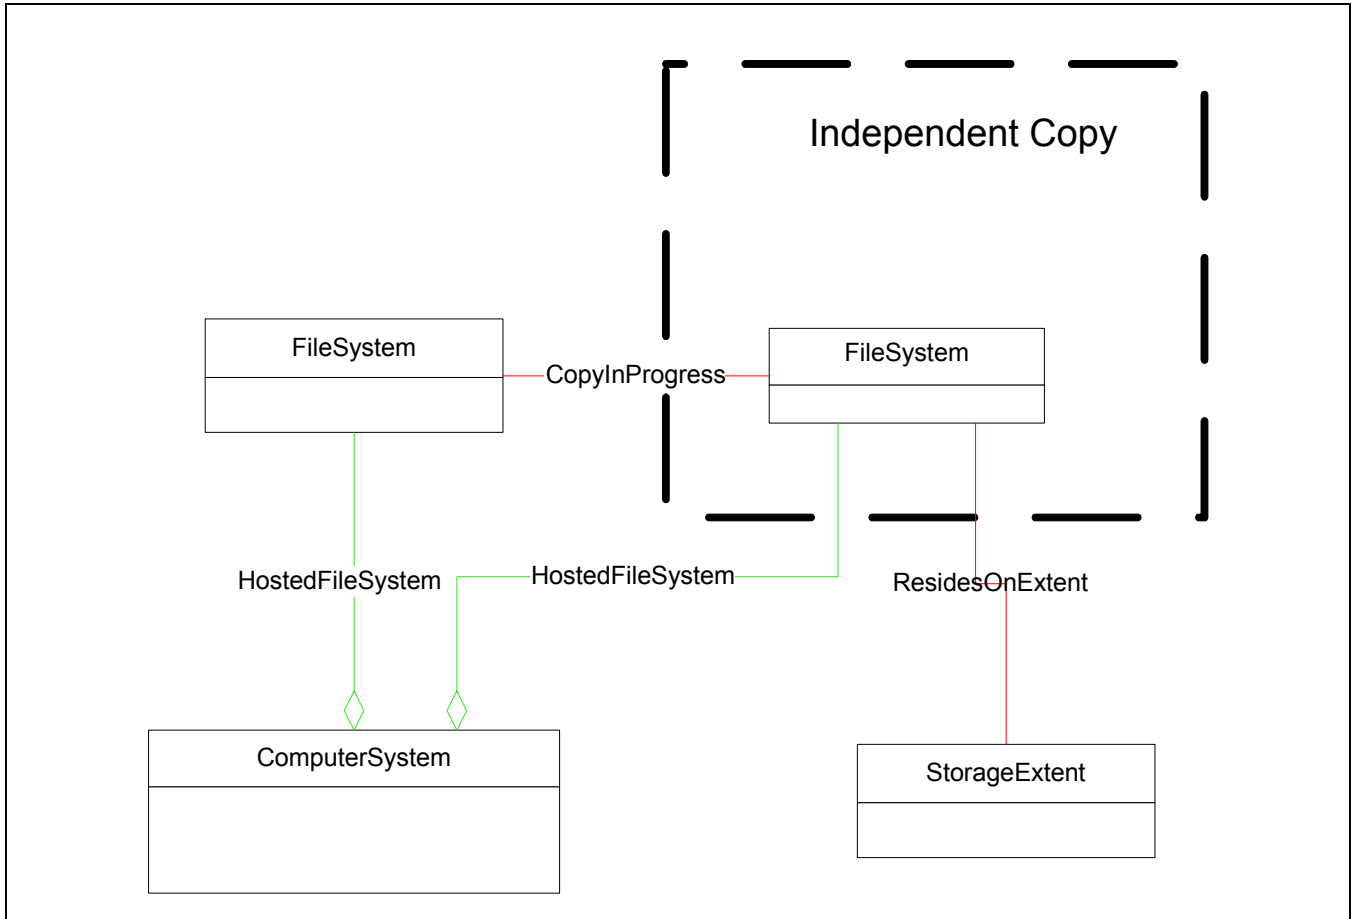 Independent Copy
FileSystem
FileSystem
CopyInProgress
HostedFileSystem
HostedFileSystem
ResidesOnExtent
ComputerSystem
StorageExtent